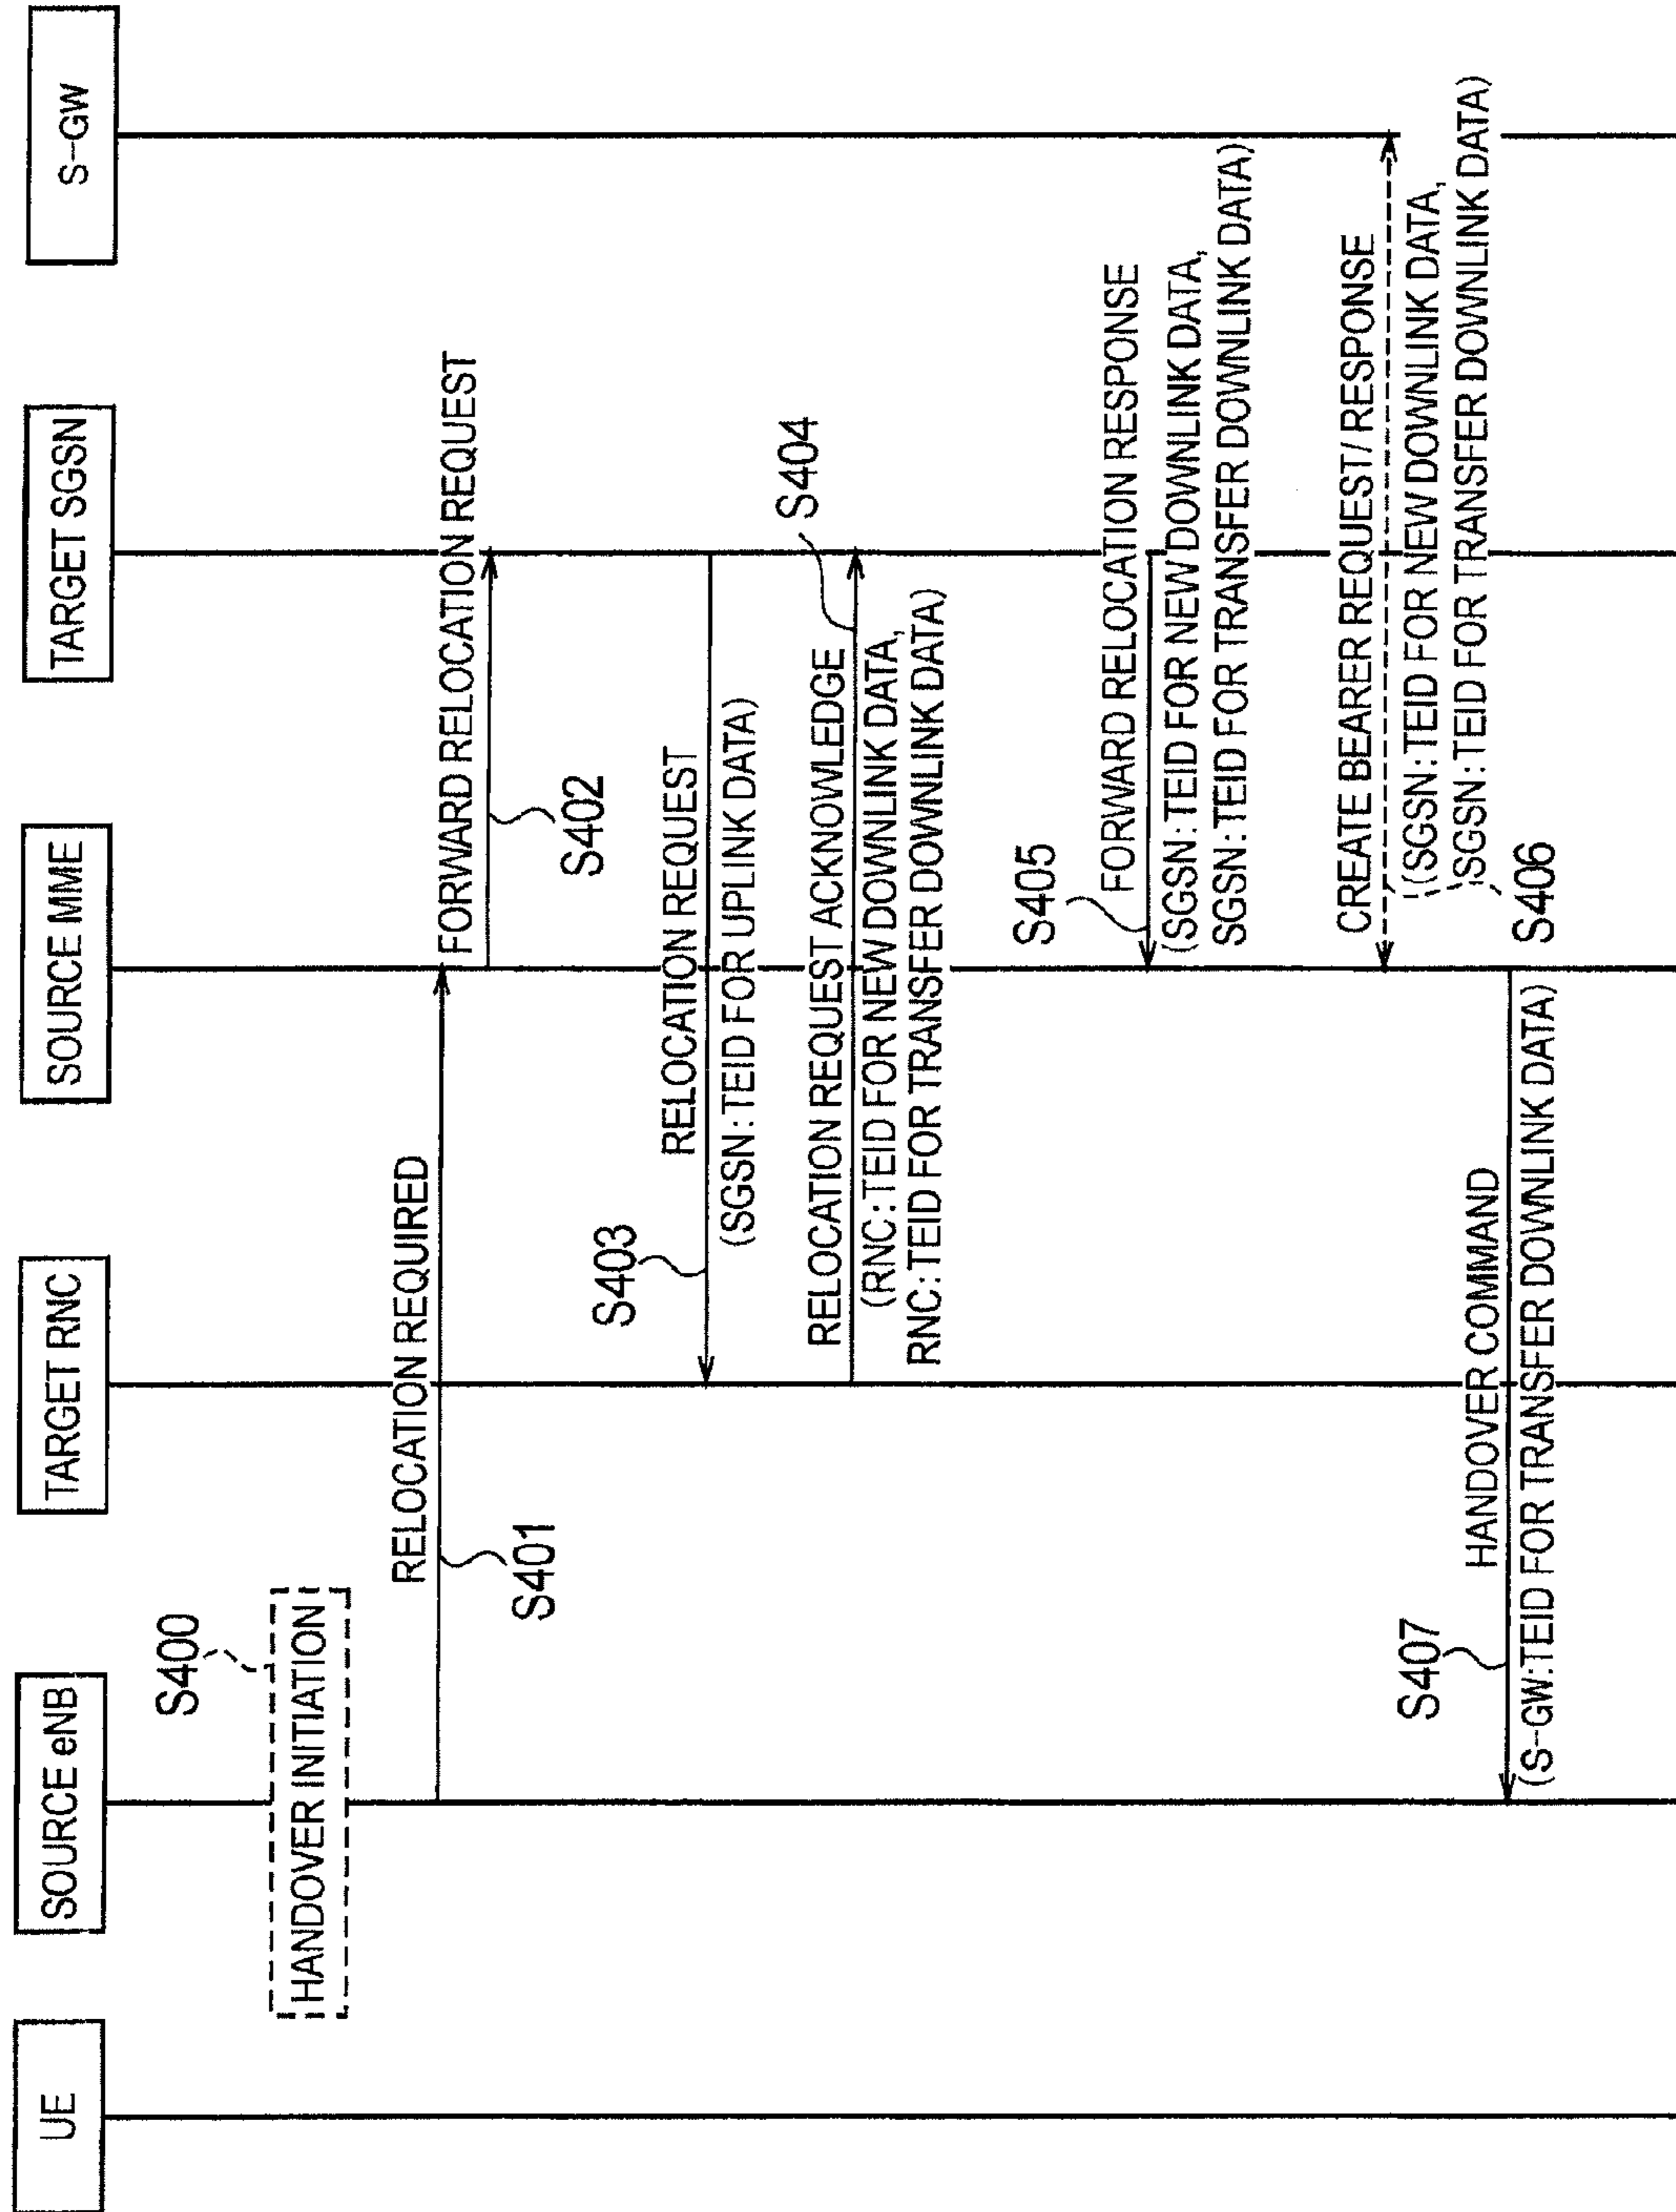 UE
SOURCE eNB
TARGET RNC
SOURCE MME
TARGET SGSN
S-GW
S400
HANDOVER INITIATION
RELOCATION REQUIRED
S401
FORWARD RELOCATION REQUEST
S402
S403
RELOCATION REQUEST
(SGSN:TEID FOR UPLINK DATA)
S404
RELOCATION REQUEST ACKNOWLEDGE
(RNC:TEID FOR NEW DOWNLINK DATA,
RNC:TEID FOR TRANSFER DOWNLINK DATA)
S405
FORWARD RELOCATION RESPONSE
(SGSN:TEID FOR NEW DOWNLINK DATA,
SGSN:TEID FOR TRANSFER DOWNLINK DATA)
CREATE BEARER REQUEST/RESPONSE
(SGSN:TEID FOR NEW DOWNLINK DATA,
SGSN:TEID FOR TRANSFER DOWNLINK DATA)
S406
S407
HANDOVER COMMAND
(S-GW:TEID FOR TRANSFER DOWNLINK DATA)